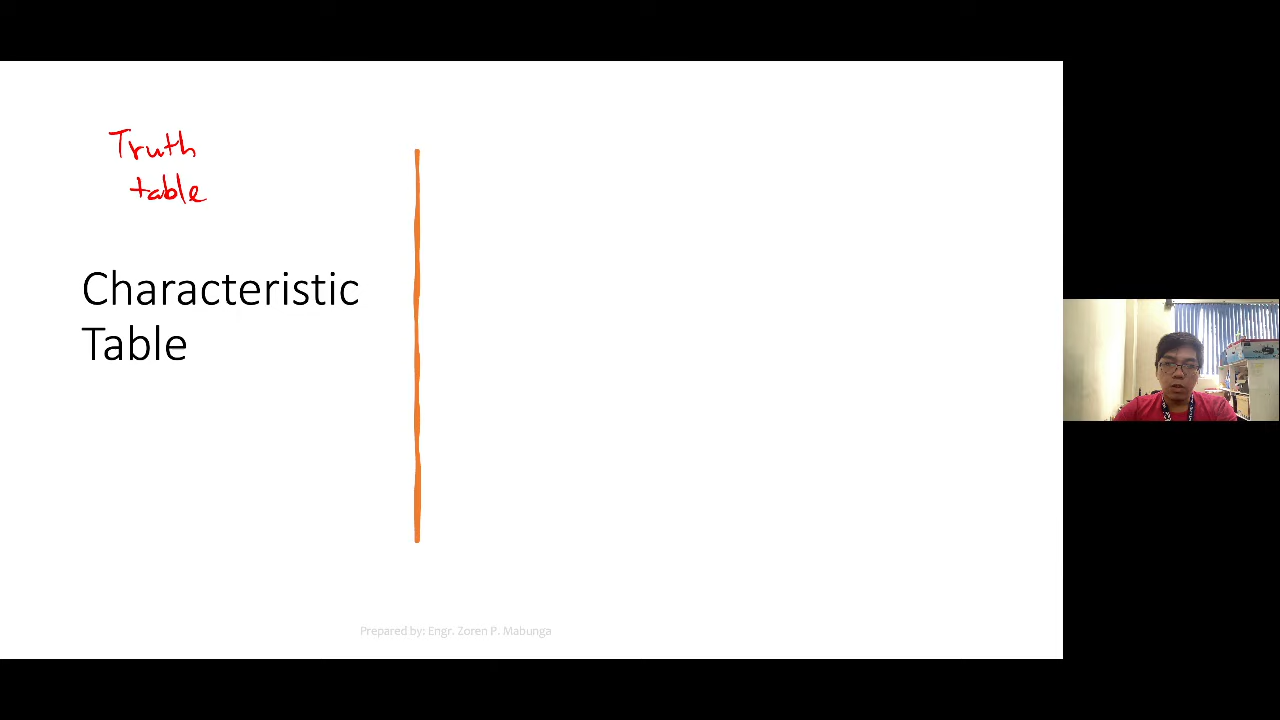 Truth
table
Characteristic
Table
Prepared by: Engr. Zoren P. Mabunga